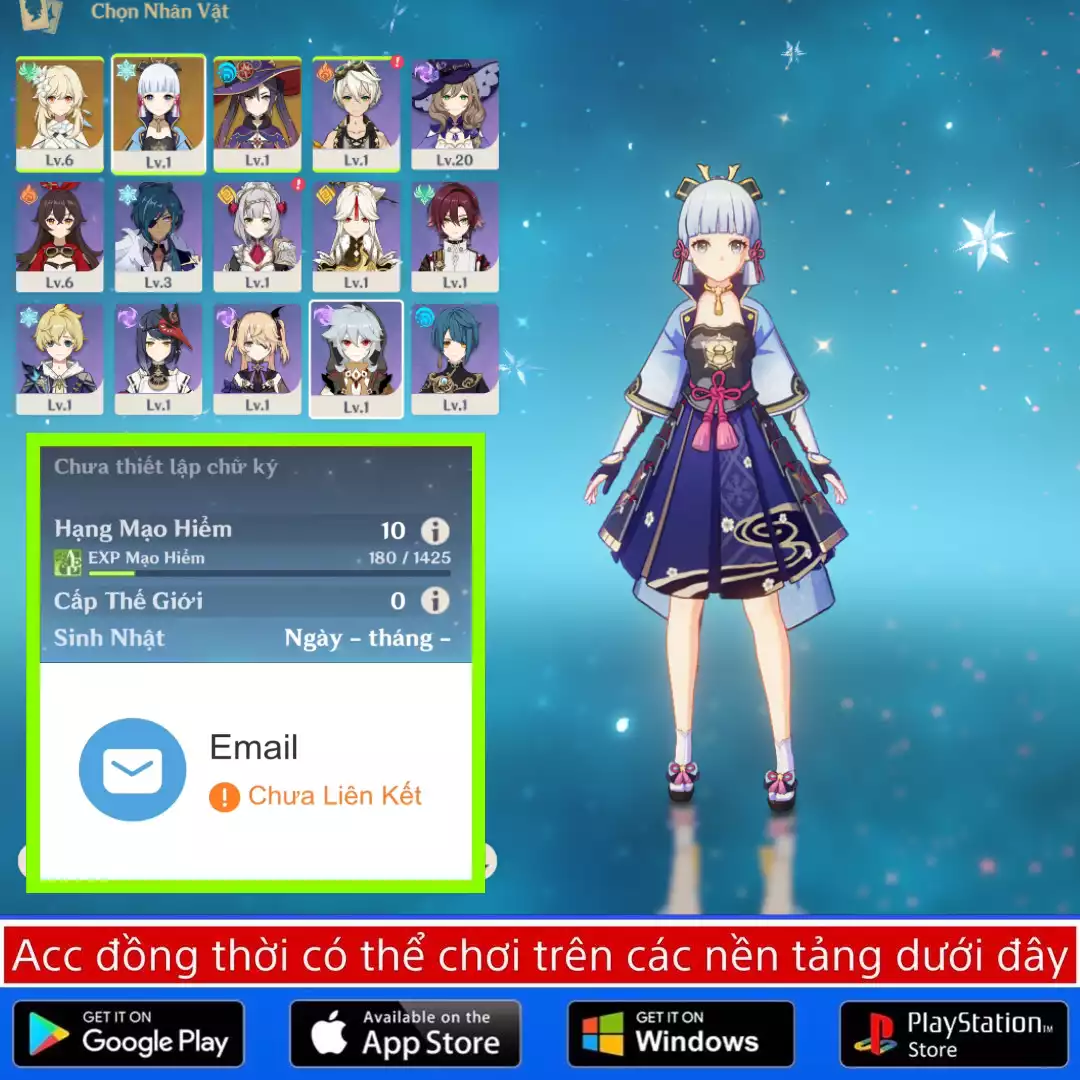 Chọn Nhân Vật
Lv.6
Lv.1
Lv.1
Lv.1
Lv.20
Lv.6
Lv.3
Lv.1
Lv.1
Lv.1
Lv.1
Lv.1
Lv.1
Lv.1
Lv.1
Chưa thiết lập chữ ký
Hạng Mạo Hiểm 10
EXP Mạo Hiểm 180 / 1425
Cấp Thế Giới 0
Sinh Nhật Ngày – tháng –
Email
Chưa Liên Kết
Acc đồng thời có thể chơi trên các nền tảng dưới đây
GET IT ON
Google Play
Available on the
App Store
GET IT ON
Windows
PlayStation™
Store